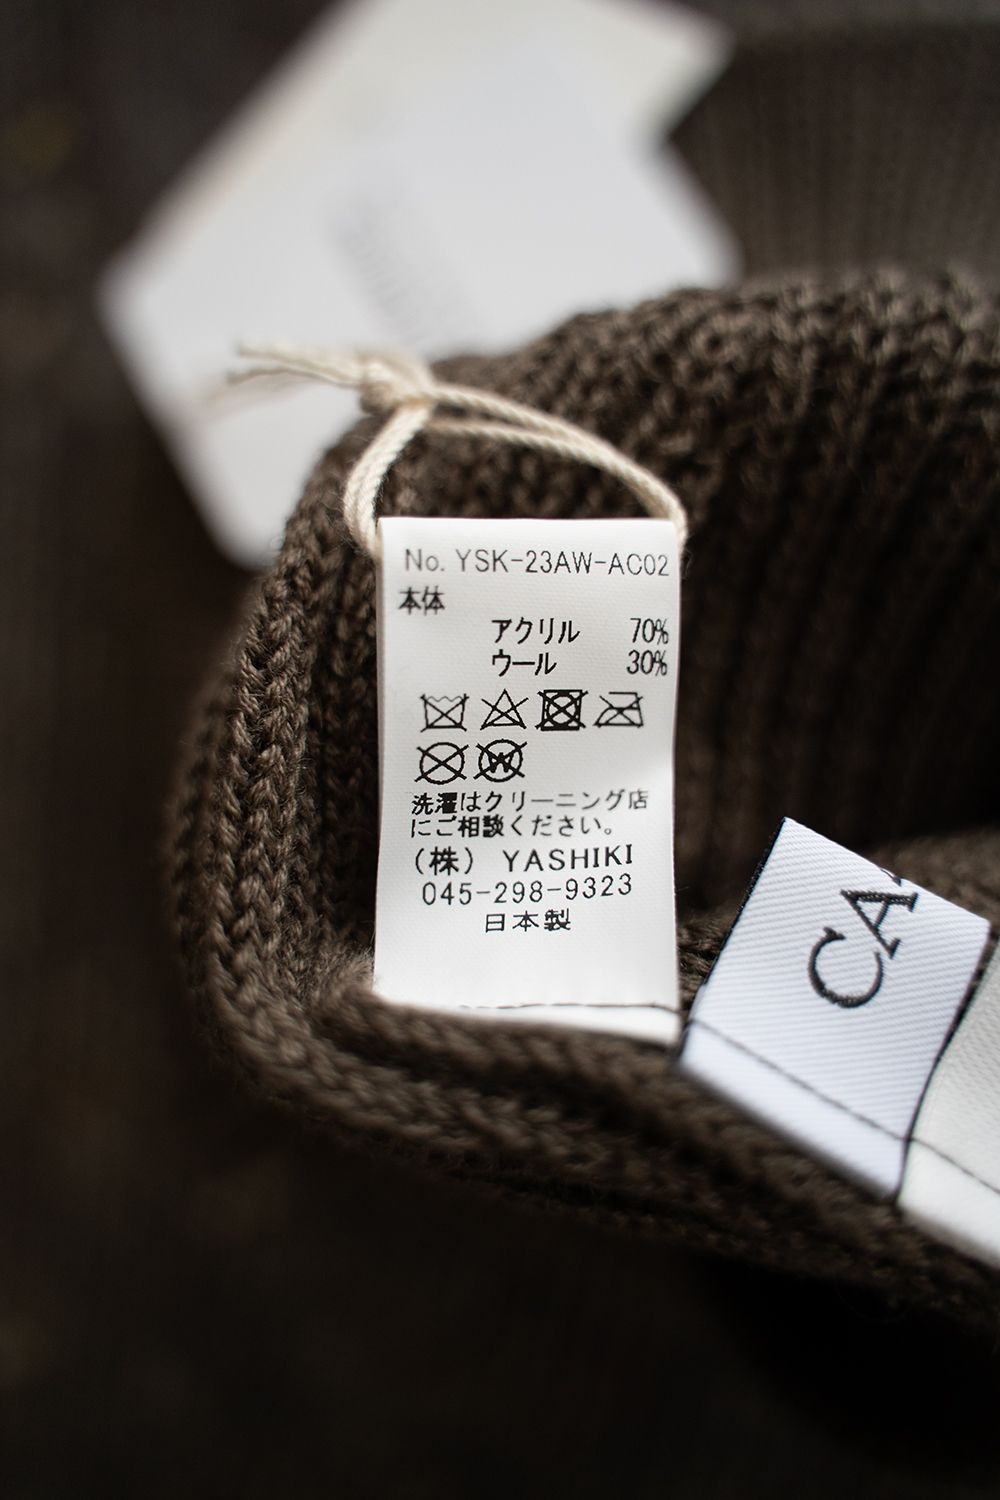 No. YSK-23AW-AC02
本体
アクリル 70%
ウール 30%
W
洗濯はクリーニング店
にご相談ください。
（株） YASHIKI
045-298-9323
日本製
CA